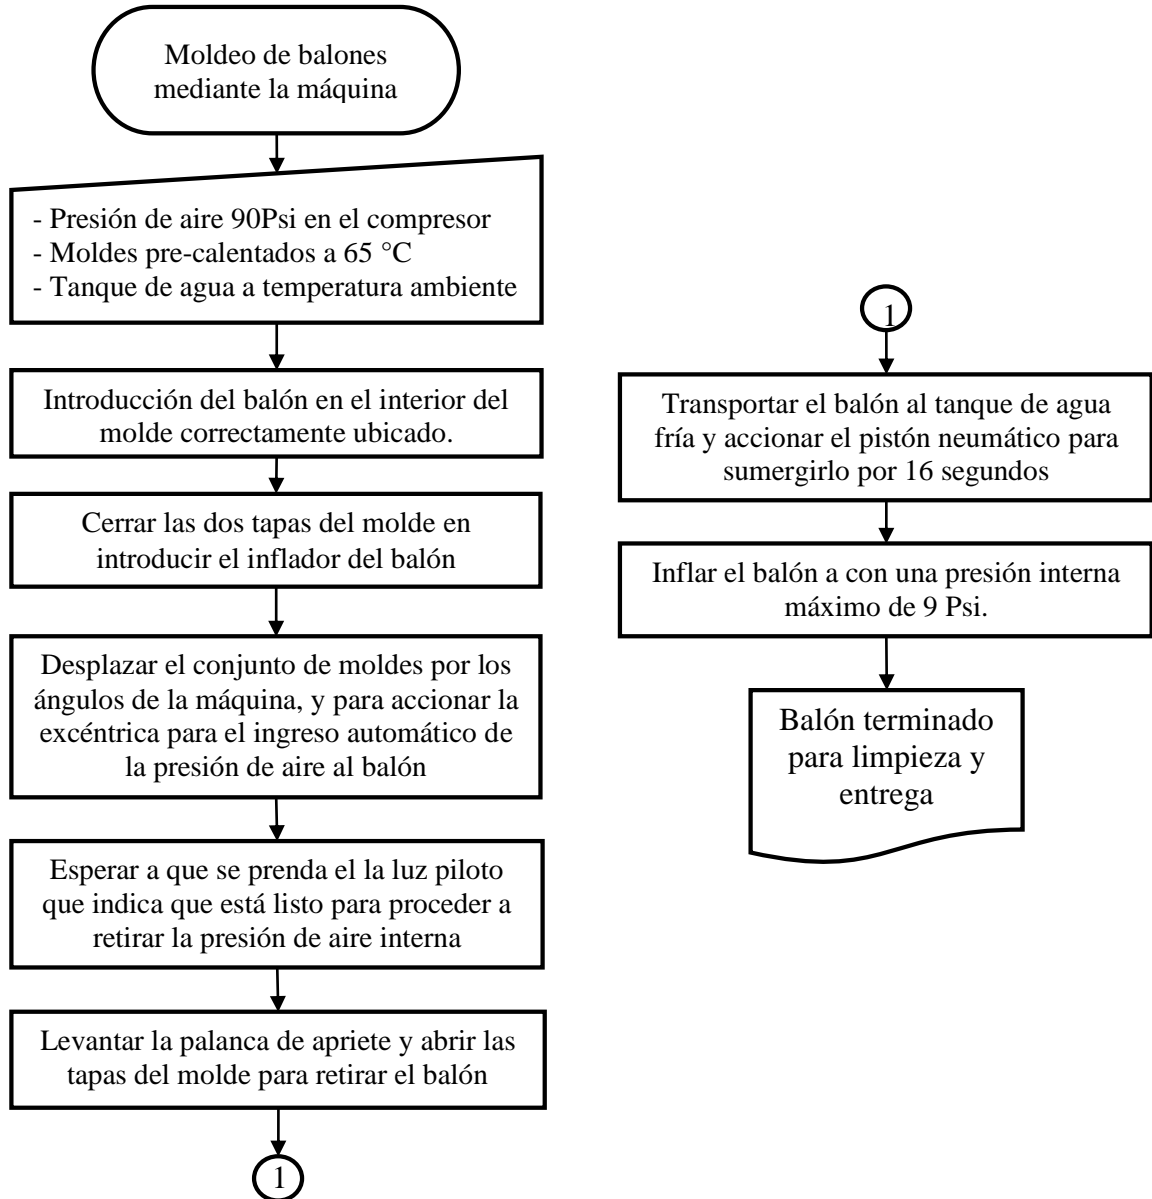 Moldeo de balones
mediante la máquina
- Presión de aire 90Psi en el compresor
- Moldes pre-calentados a 65 °C
- Tanque de agua a temperatura ambiente
Introducción del balón en el interior del
molde correctamente ubicado.
Cerrar las dos tapas del molde en
introducir el inflador del balón
Desplazar el conjunto de moldes por los
ángulos de la máquina, y para accionar la
excéntrica para el ingreso automático de
la presión de aire al balón
Esperar a que se prenda el la luz piloto
que indica que está listo para proceder a
retirar la presión de aire interna
Levantar la palanca de apriete y abrir las
tapas del molde para retirar el balón
1
1
Transportar el balón al tanque de agua
fría y accionar el pistón neumático para
sumergirlo por 16 segundos
Inflar el balón a con una presión interna
máximo de 9 Psi.
Balón terminado
para limpieza y
entrega